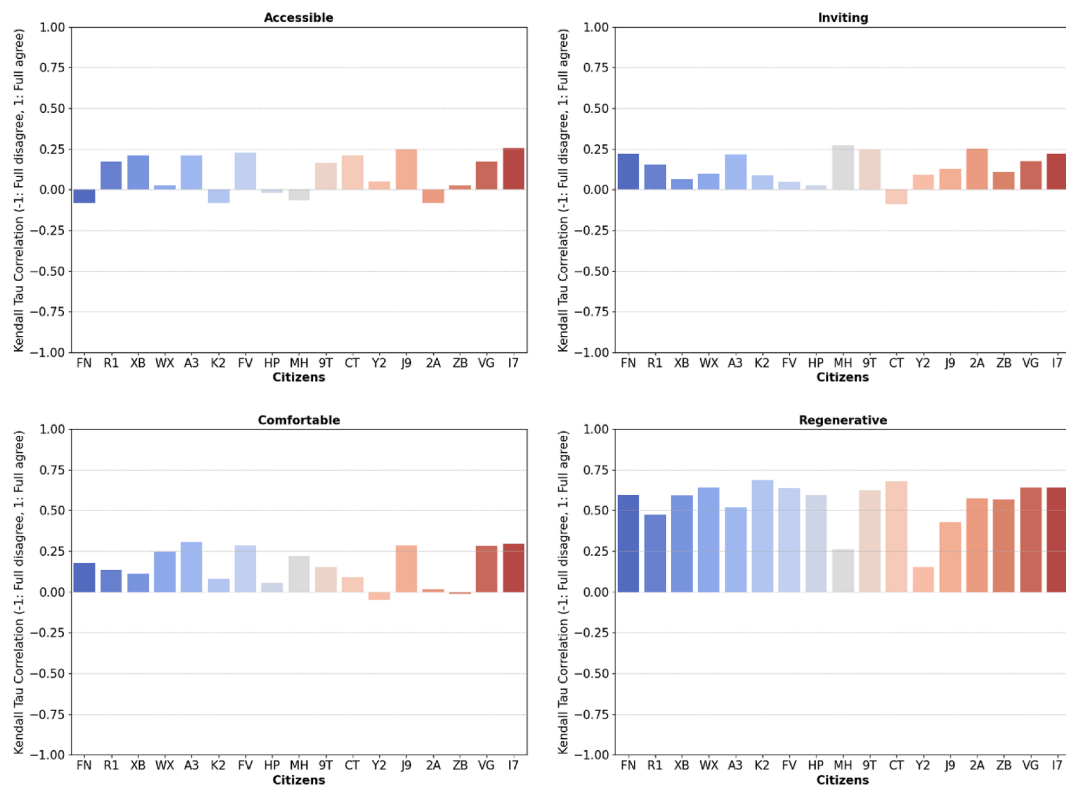 Accessible
Kendall Tau Correlation (-1: Full disagree, 1: Full agree)
1.00
0.75
0.50
0.25
0.00
−0.25
−0.50
−0.75
−1.00
FN R1 XB WX A3 K2 FV HP MH 9T CT Y2 J9 2A ZB VG I7
Citizens
Inviting
Kendall Tau Correlation (-1: Full disagree, 1: Full agree)
1.00
0.75
0.50
0.25
0.00
−0.25
−0.50
−0.75
−1.00
FN R1 XB WX A3 K2 FV HP MH 9T CT Y2 J9 2A ZB VG I7
Citizens
Comfortable
Kendall Tau Correlation (-1: Full disagree, 1: Full agree)
1.00
0.75
0.50
0.25
0.00
−0.25
−0.50
−0.75
−1.00
FN R1 XB WX A3 K2 FV HP MH 9T CT Y2 J9 2A ZB VG I7
Citizens
Regenerative
Kendall Tau Correlation (-1: Full disagree, 1: Full agree)
1.00
0.75
0.50
0.25
0.00
−0.25
−0.50
−0.75
−1.00
FN R1 XB WX A3 K2 FV HP MH 9T CT Y2 J9 2A ZB VG I7
Citizens